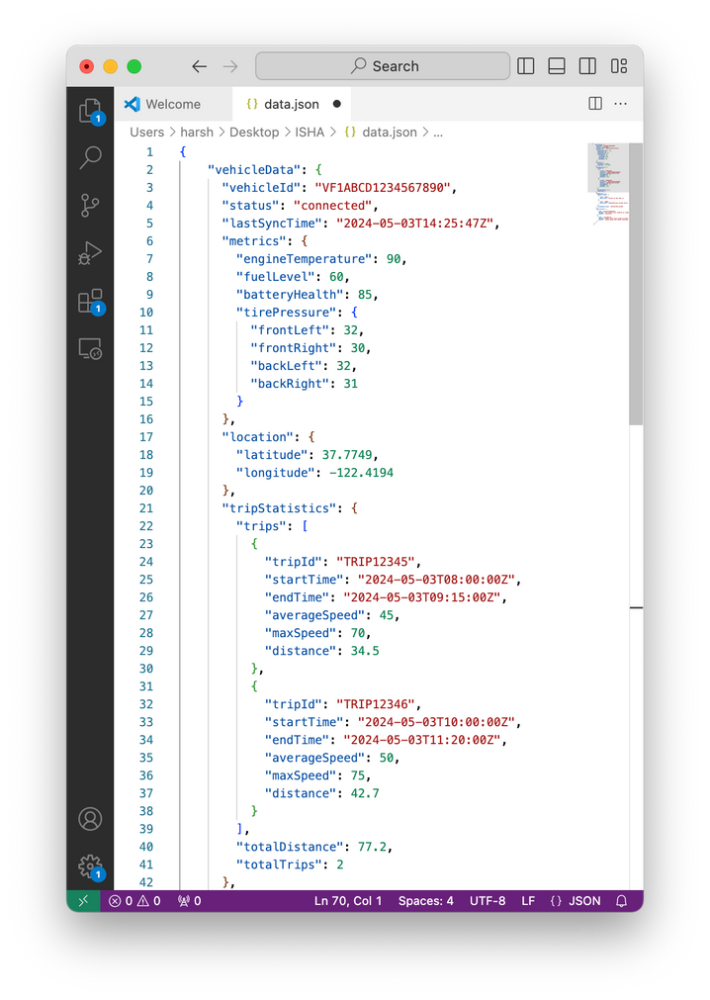 Search
1
Welcome
{} data.json
Users > harsh > Desktop > ISHA > {} data.json > ...
1 {
2 "vehicleData": {
3 "vehicleId": "VF1ABCD1234567890",
4 "status": "connected",
5 "lastSyncTime": "2024-05-03T14:25:47Z",
6 "metrics": {
7 "engineTemperature": 90,
8 "fuelLevel": 60,
9 "batteryHealth": 85,
10 "tirePressure": {
11 "frontLeft": 32,
12 "frontRight": 30,
13 "backLeft": 32,
14 "backRight": 31
15 }
16 },
17 "location": {
18 "latitude": 37.7749,
19 "longitude": -122.4194
20 },
21 "tripStatistics": {
22 "trips": [
23 {
24 "tripId": "TRIP12345",
25 "startTime": "2024-05-03T08:00:00Z",
26 "endTime": "2024-05-03T09:15:00Z",
27 "averageSpeed": 45,
28 "maxSpeed": 70,
29 "distance": 34.5
30 },
31 {
32 "tripId": "TRIP12346",
33 "startTime": "2024-05-03T10:00:00Z",
34 "endTime": "2024-05-03T11:20:00Z",
35 "averageSpeed": 50,
36 "maxSpeed": 75,
37 "distance": 42.7
38 }
39 ],
40 "totalDistance": 77.2,
41 "totalTrips": 2
42 },
1
1
0 0 0 Ln 70, Col 1 Spaces: 4 UTF-8 LF {} JSON